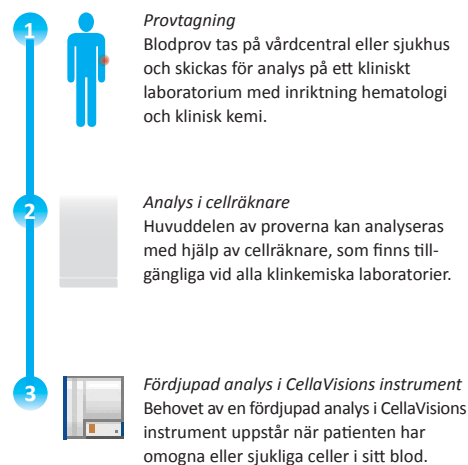 1
Provtagning
Blodprov tas på vårdcentral eller sjukhus
och skickas för analys på ett kliniskt
laboratorium med inriktning hematologi
och klinisk kemi.
2
Analys i cellräknare
Huvuddelen av proverna kan analyseras
med hjälp av cellräknare, som finns till-
gängliga vid alla klinkemiska laboratorier.
3
Fördjupad analys i CellaVisions instrument
Behovet av en fördjupad analys i CellaVisions
instrument uppstår när patienten har
omogna eller sjukliga celler i sitt blod.